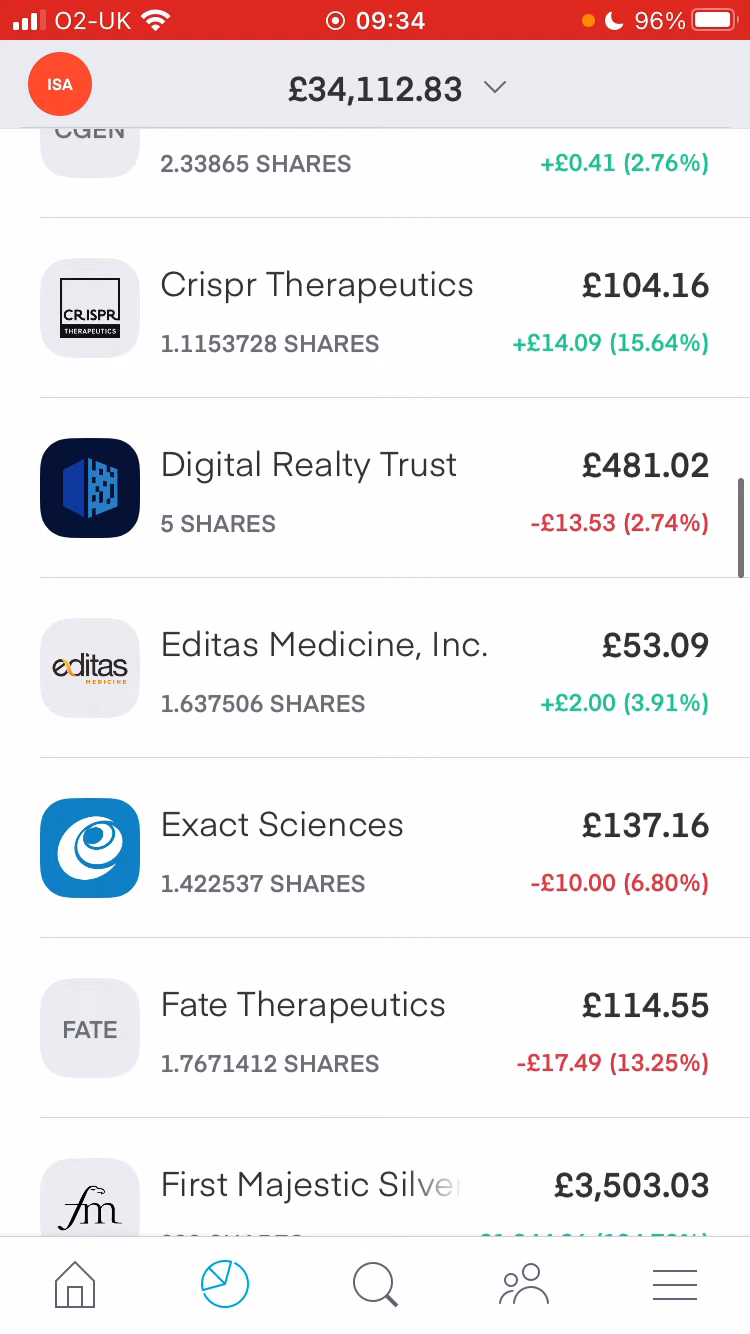 O2-UK 09:34 96%
ISA £34,112.83
CGEN
2.33865 SHARES +£0.41 (2.76%)
CRISPR
THERAPEUTICS
Crispr Therapeutics £104.16
1.1153728 SHARES +£14.09 (15.64%)
Digital Realty Trust £481.02
5 SHARES -£13.53 (2.74%)
editas
MEDICINE
Editas Medicine, Inc. £53.09
1.637506 SHARES +£2.00 (3.91%)
Exact Sciences £137.16
1.422537 SHARES -£10.00 (6.80%)
FATE
Fate Therapeutics £114.55
1.7671412 SHARES -£17.49 (13.25%)
fm
First Majestic Silver £3,503.03